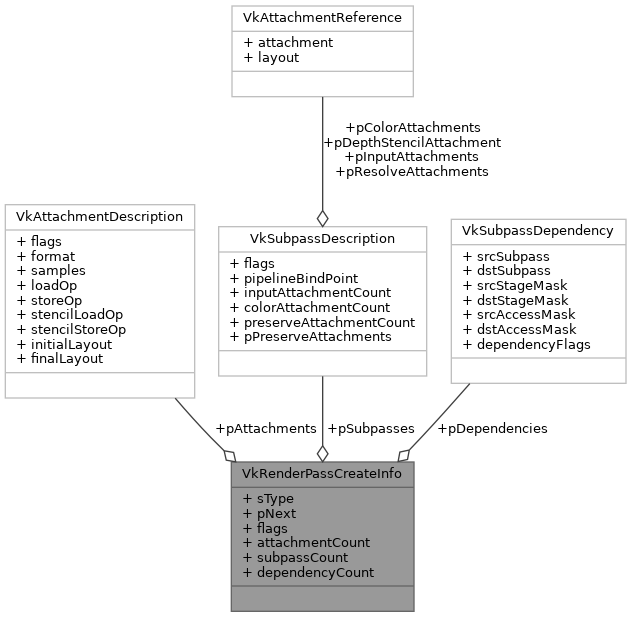 VkAttachmentReference
+ attachment
+ layout
+pColorAttachments
+pDepthStencilAttachment
+pInputAttachments
+pResolveAttachments
VkAttachmentDescription
+ flags
+ format
+ samples
+ loadOp
+ storeOp
+ stencilLoadOp
+ stencilStoreOp
+ initialLayout
+ finalLayout
VkSubpassDescription
+ flags
+ pipelineBindPoint
+ inputAttachmentCount
+ colorAttachmentCount
+ preserveAttachmentCount
+ pPreserveAttachments
VkSubpassDependency
+ srcSubpass
+ dstSubpass
+ srcStageMask
+ dstStageMask
+ srcAccessMask
+ dstAccessMask
+ dependencyFlags
+pAttachments
+pSubpasses
+pDependencies
VkRenderPassCreateInfo
+ sType
+ pNext
+ flags
+ attachmentCount
+ subpassCount
+ dependencyCount